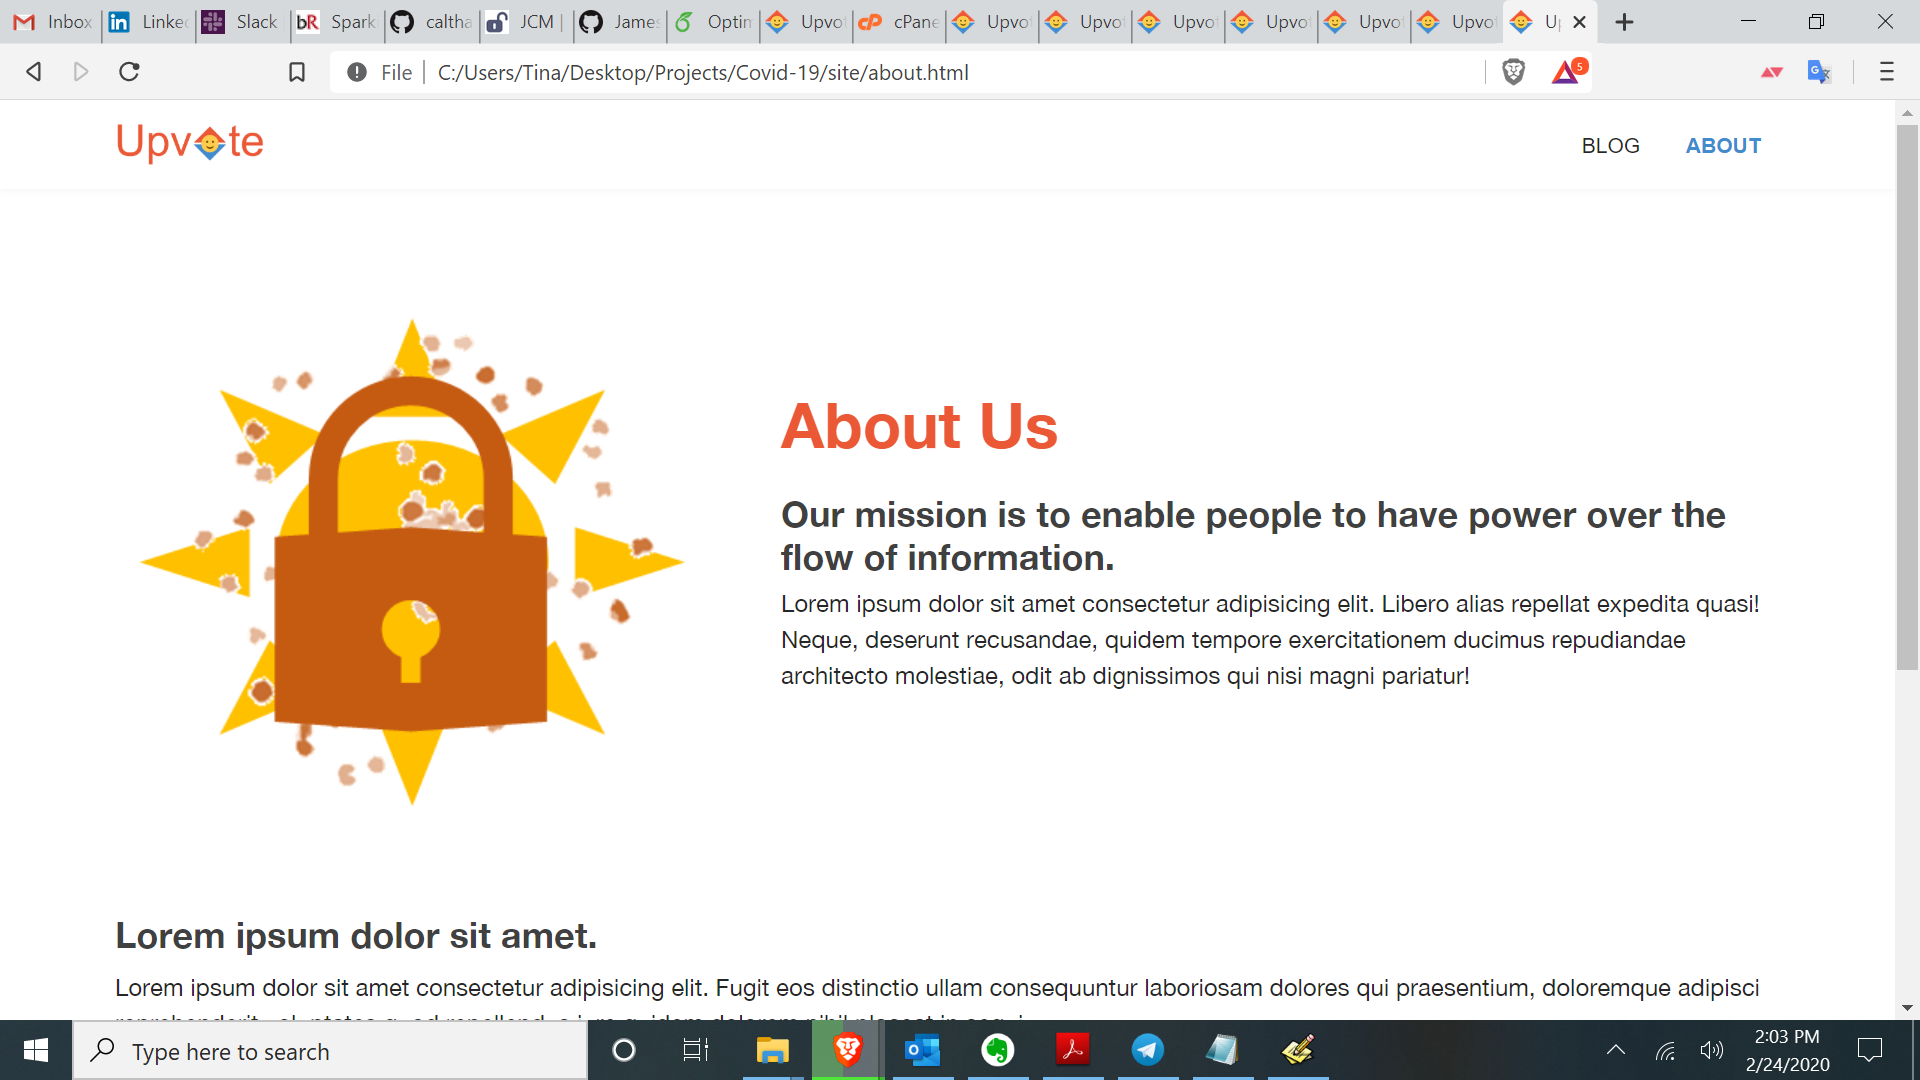 Inbox
Linke
Slack
bR Spark
caltha
JCM |
James
Optim
Upvo
cP cPane
Upvo
Upvo
Upvo
Upvo
Upvo
Upvo
Up
File C:/Users/Tina/Desktop/Projects/Covid-19/site/about.html
5
Upvote
BLOG ABOUT
About Us
Our mission is to enable people to have power over the
flow of information.
Lorem ipsum dolor sit amet consectetur adipisicing elit. Libero alias repellat expedita quasi!
Neque, deserunt recusandae, quidem tempore exercitationem ducimus repudiandae
architecto molestiae, odit ab dignissimos qui nisi magni pariatur!
Lorem ipsum dolor sit amet.
Lorem ipsum dolor sit amet consectetur adipisicing elit. Fugit eos distinctio ullam consequuntur laboriosam dolores qui praesentium, doloremque adipisci
Type here to search
2:03 PM
2/24/2020